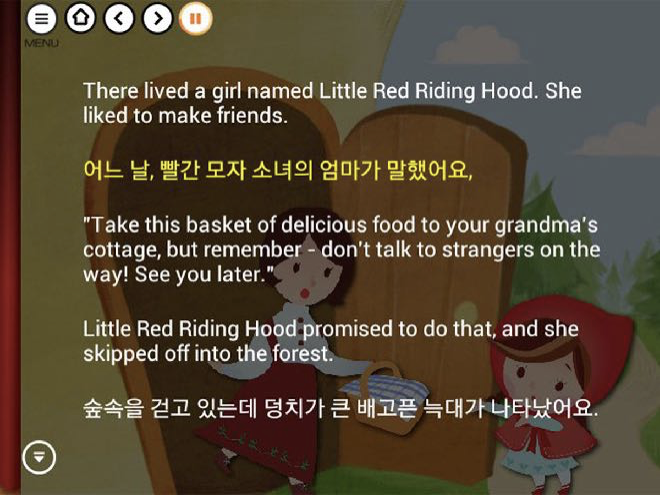 MENU
There lived a girl named Little Red Riding Hood. She
liked to make friends.
어느 날, 빨간 모자 소녀의 엄마가 말했어요,
"Take this basket of delicious food to your grandma's
cottage, but remember - don't talk to strangers on the
way! See you later."
Little Red Riding Hood promised to do that, and she
skipped off into the forest.
숲속을 걷고 있는데 덩치가 큰 배고픈 늑대가 나타났어요.